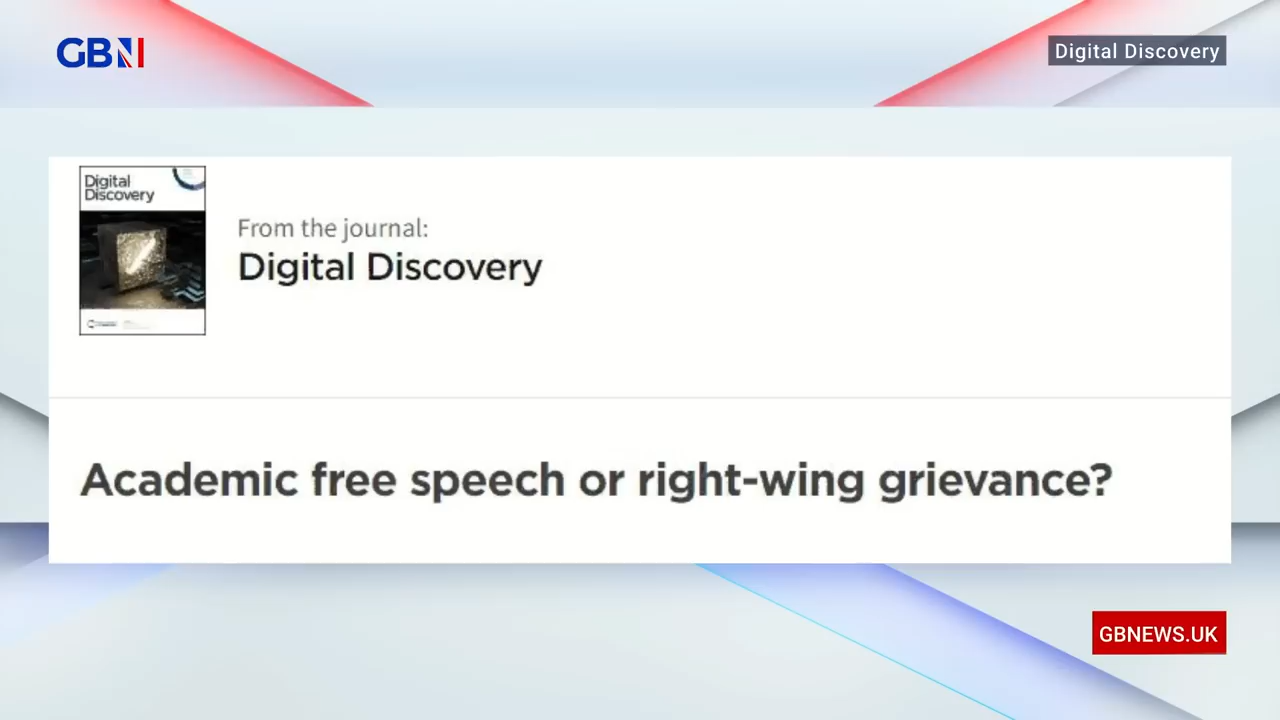 GBN
Digital Discovery
Digital
Discovery
From the journal:
Digital Discovery
Academic free speech or right-wing grievance?
GBNEWS.UK